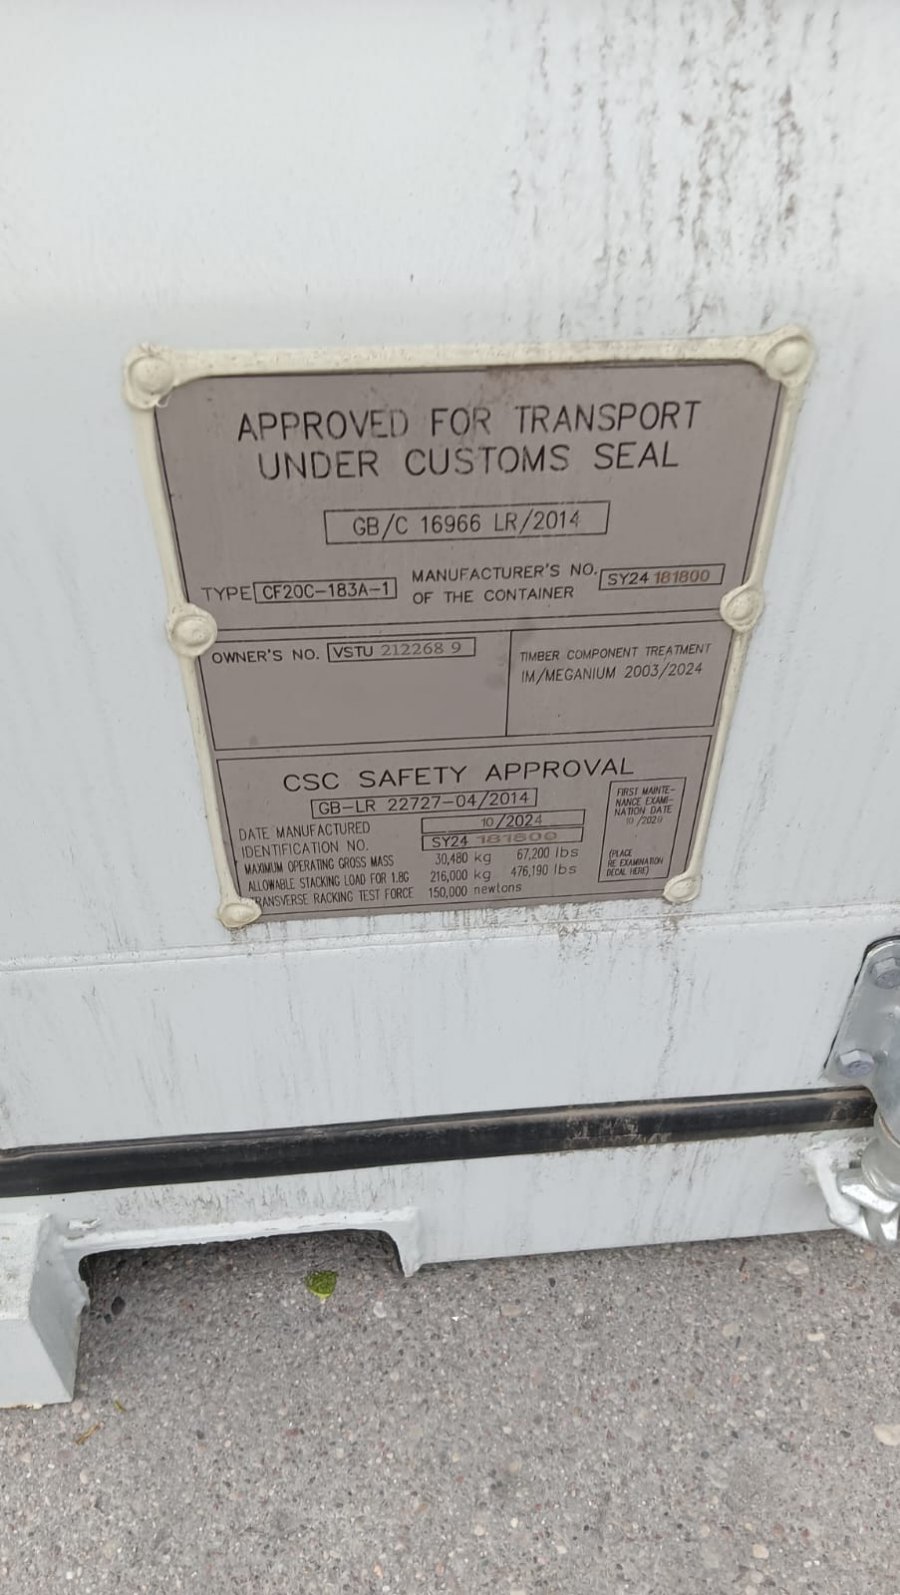 APPROVED FOR TRANSPORT
UNDER CUSTOMS SEAL
GB/C 16966 LR/2014
TYPE CF20C-183A-1
MANUFACTURER'S NO. SY24 181800
OF THE CONTAINER
OWNER'S NO. VSTU 212268 9
TIMBER COMPONENT TREATMENT
IM/MEGANIUM 2003/2024
CSC SAFETY APPROVAL
GB-LR 22727-04/2014
DATE MANUFACTURED 10/2024
IDENTIFICATION NO. SY24 181800
MAXIMUM OPERATING GROSS MASS 30,480 kg 67,200 lbs
ALLOWABLE STACKING LOAD FOR 1.8G 216,000 kg 476,190 lbs
TRANSVERSE RACKING TEST FORCE 150,000 newtons
FIRST MAINTE-
NANCE EXAMI-
NATION DATE
10/2029
(PLACE
RE EXAMINATION
DECAL HERE)